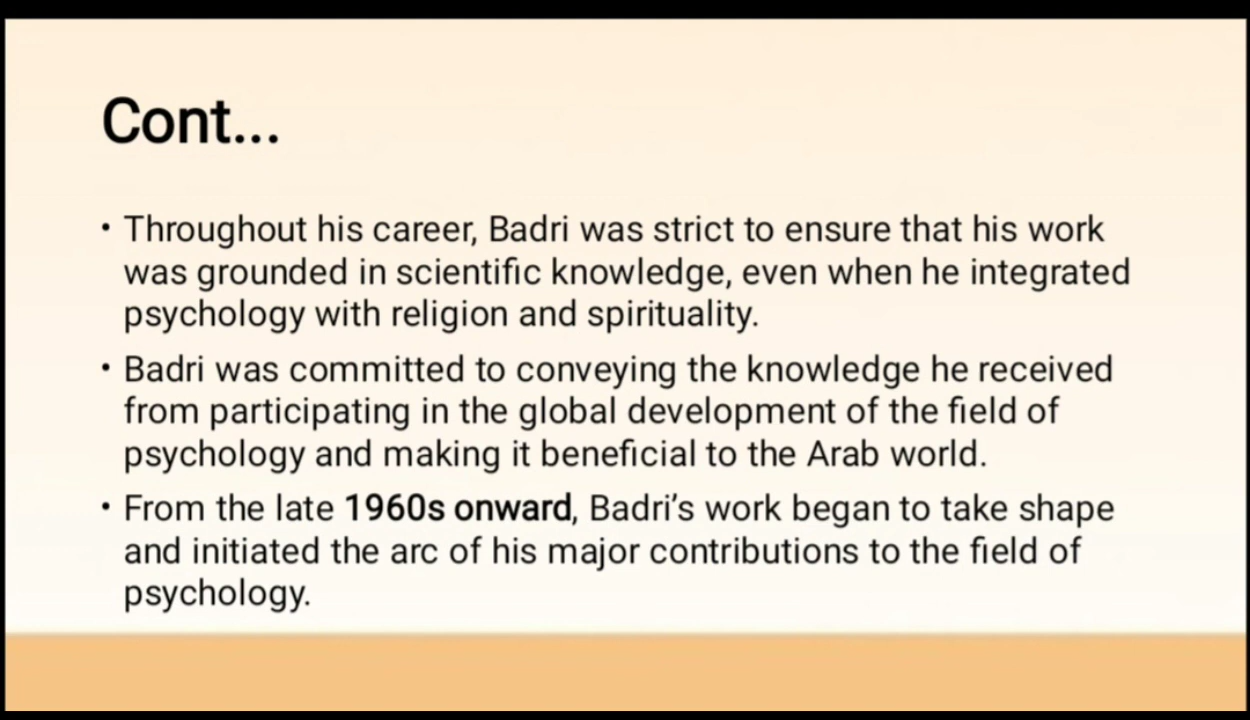 Cont...
• Throughout his career, Badri was strict to ensure that his work
was grounded in scientific knowledge, even when he integrated
psychology with religion and spirituality.
• Badri was committed to conveying the knowledge he received
from participating in the global development of the field of
psychology and making it beneficial to the Arab world.
• From the late 1960s onward, Badri’s work began to take shape
and initiated the arc of his major contributions to the field of
psychology.